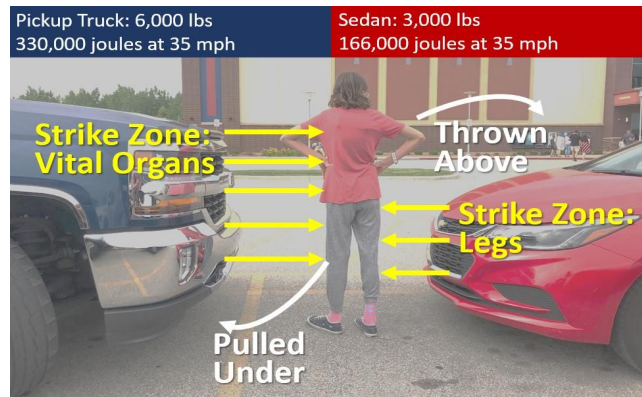 Pickup Truck: 6,000 lbs
330,000 joules at 35 mph
Sedan: 3,000 lbs
166,000 joules at 35 mph
Strike Zone:
Vital Organs
Thrown
Above
Strike Zone:
Legs
Pulled
Under